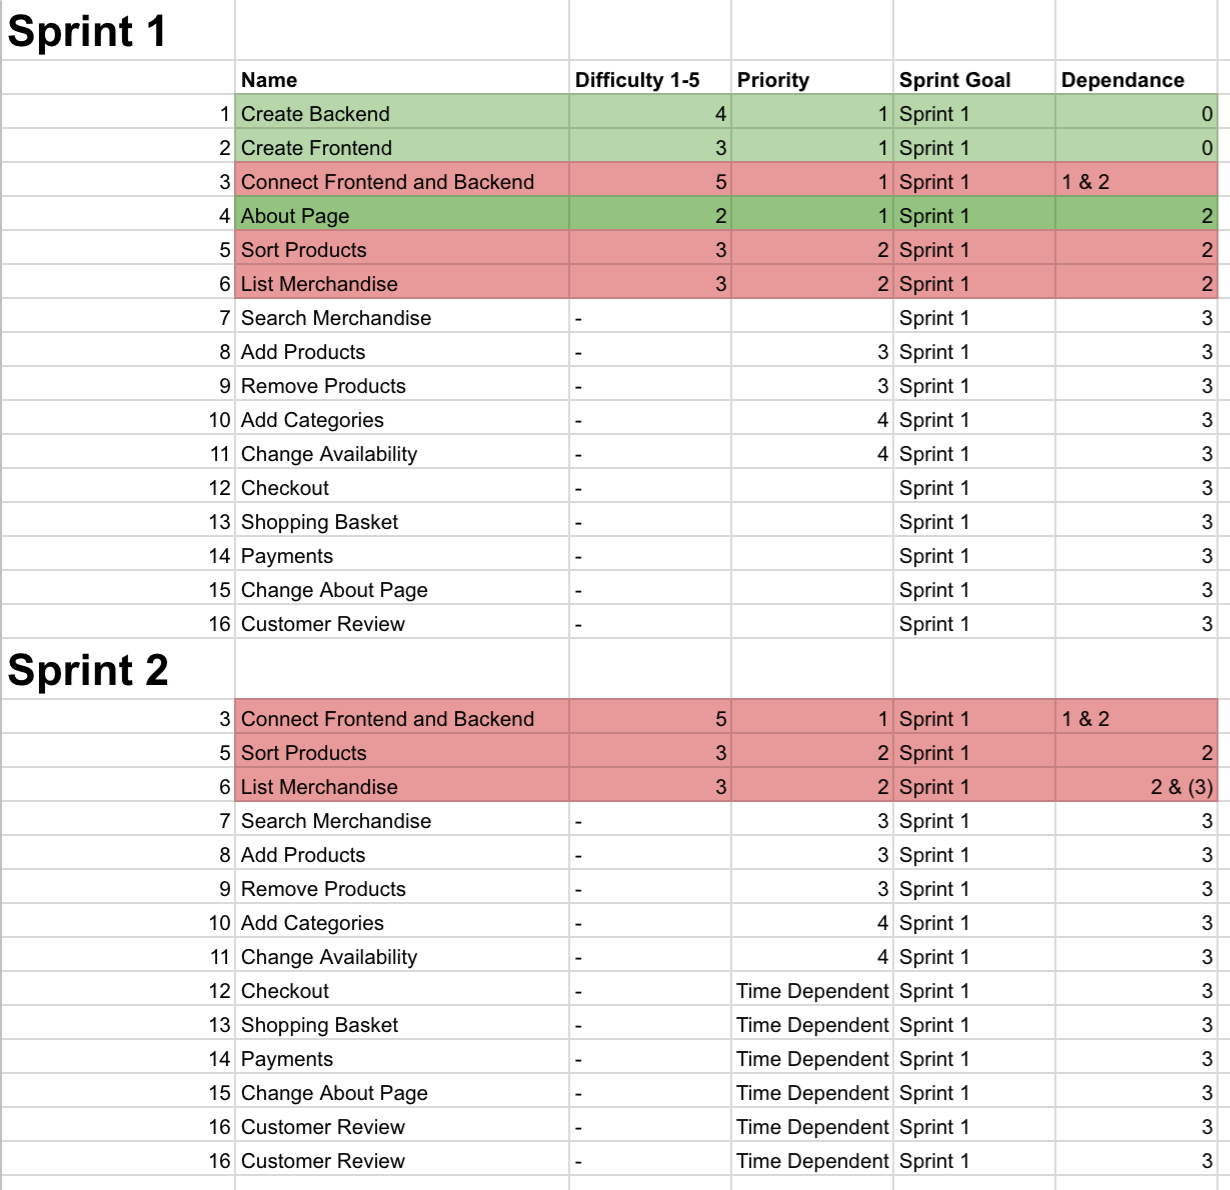 Sprint 1
Name Difficulty 1-5 Priority Sprint Goal Dependance
1 Create Backend 4 1 Sprint 1 0
2 Create Frontend 3 1 Sprint 1 0
3 Connect Frontend and Backend 5 1 Sprint 1 1 & 2
4 About Page 2 1 Sprint 1 2
5 Sort Products 3 2 Sprint 1 2
6 List Merchandise 3 2 Sprint 1 2
7 Search Merchandise - Sprint 1 3
8 Add Products - 3 Sprint 1 3
9 Remove Products - 3 Sprint 1 3
10 Add Categories - 4 Sprint 1 3
11 Change Availability - 4 Sprint 1 3
12 Checkout - Sprint 1 3
13 Shopping Basket - Sprint 1 3
14 Payments - Sprint 1 3
15 Change About Page - Sprint 1 3
16 Customer Review - Sprint 1 3
Sprint 2
3 Connect Frontend and Backend 5 1 Sprint 1 1 & 2
5 Sort Products 3 2 Sprint 1 2
6 List Merchandise 3 2 Sprint 1 2 & (3)
7 Search Merchandise - 3 Sprint 1 3
8 Add Products - 3 Sprint 1 3
9 Remove Products - 3 Sprint 1 3
10 Add Categories - 4 Sprint 1 3
11 Change Availability - 4 Sprint 1 3
12 Checkout - Time Dependent Sprint 1 3
13 Shopping Basket - Time Dependent Sprint 1 3
14 Payments - Time Dependent Sprint 1 3
15 Change About Page - Time Dependent Sprint 1 3
16 Customer Review - Time Dependent Sprint 1 3
16 Customer Review - Time Dependent Sprint 1 3